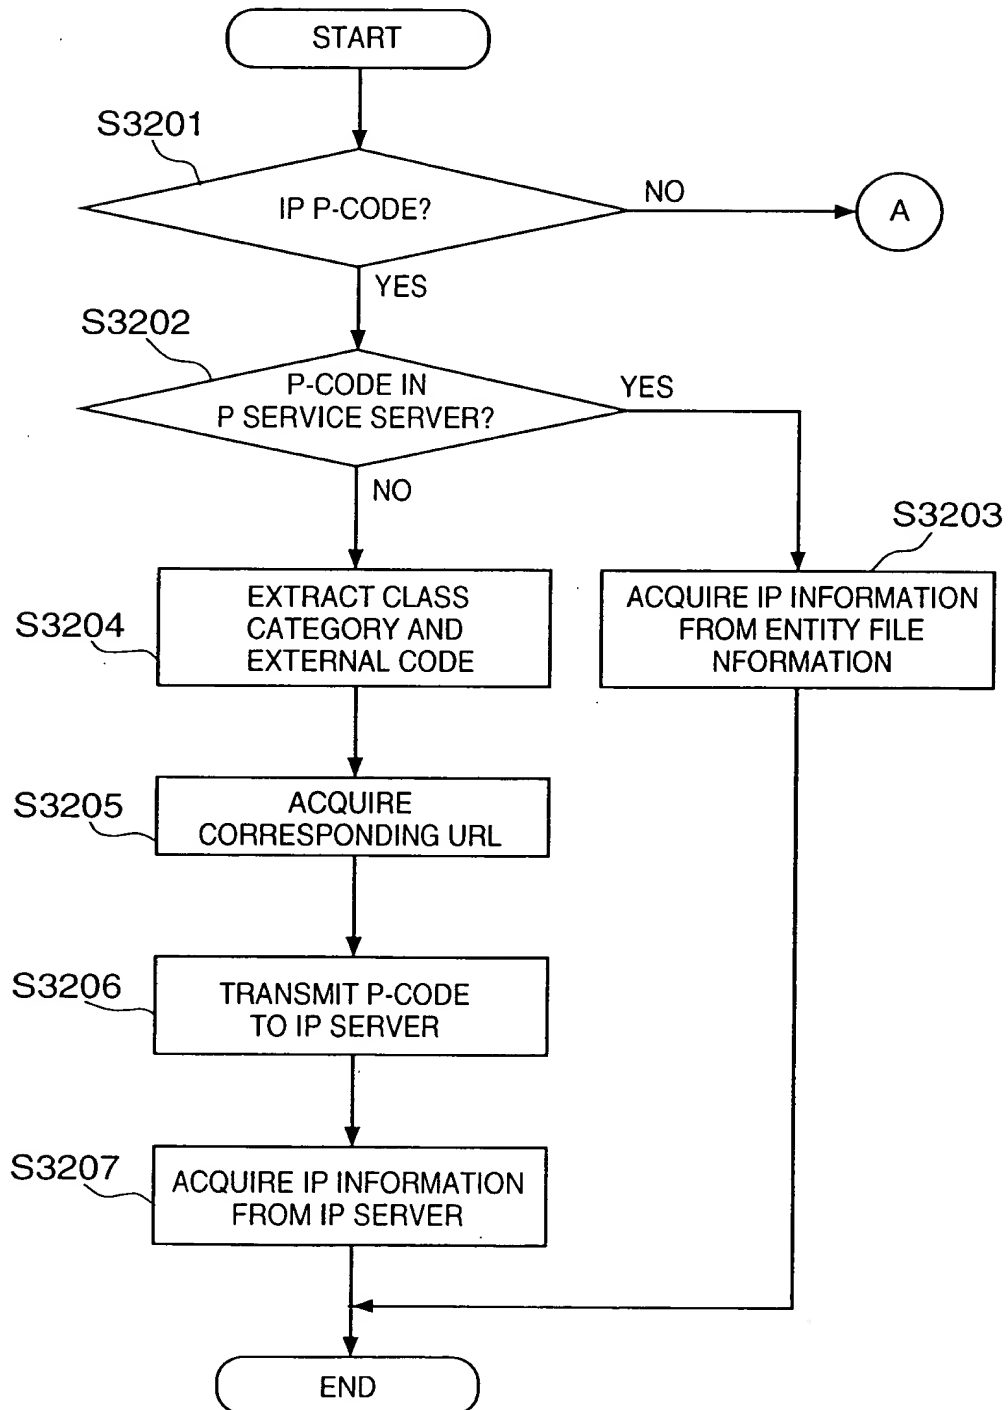 START
S3201
IP P-CODE?
NO
A
YES
S3202
P-CODE IN
P SERVICE SERVER?
YES
NO
S3203
ACQUIRE IP INFORMATION
FROM ENTITY FILE
NFORMATION
S3204
EXTRACT CLASS
CATEGORY AND
EXTERNAL CODE
S3205
ACQUIRE
CORRESPONDING URL
S3206
TRANSMIT P-CODE
TO IP SERVER
S3207
ACQUIRE IP INFORMATION
FROM IP SERVER
END